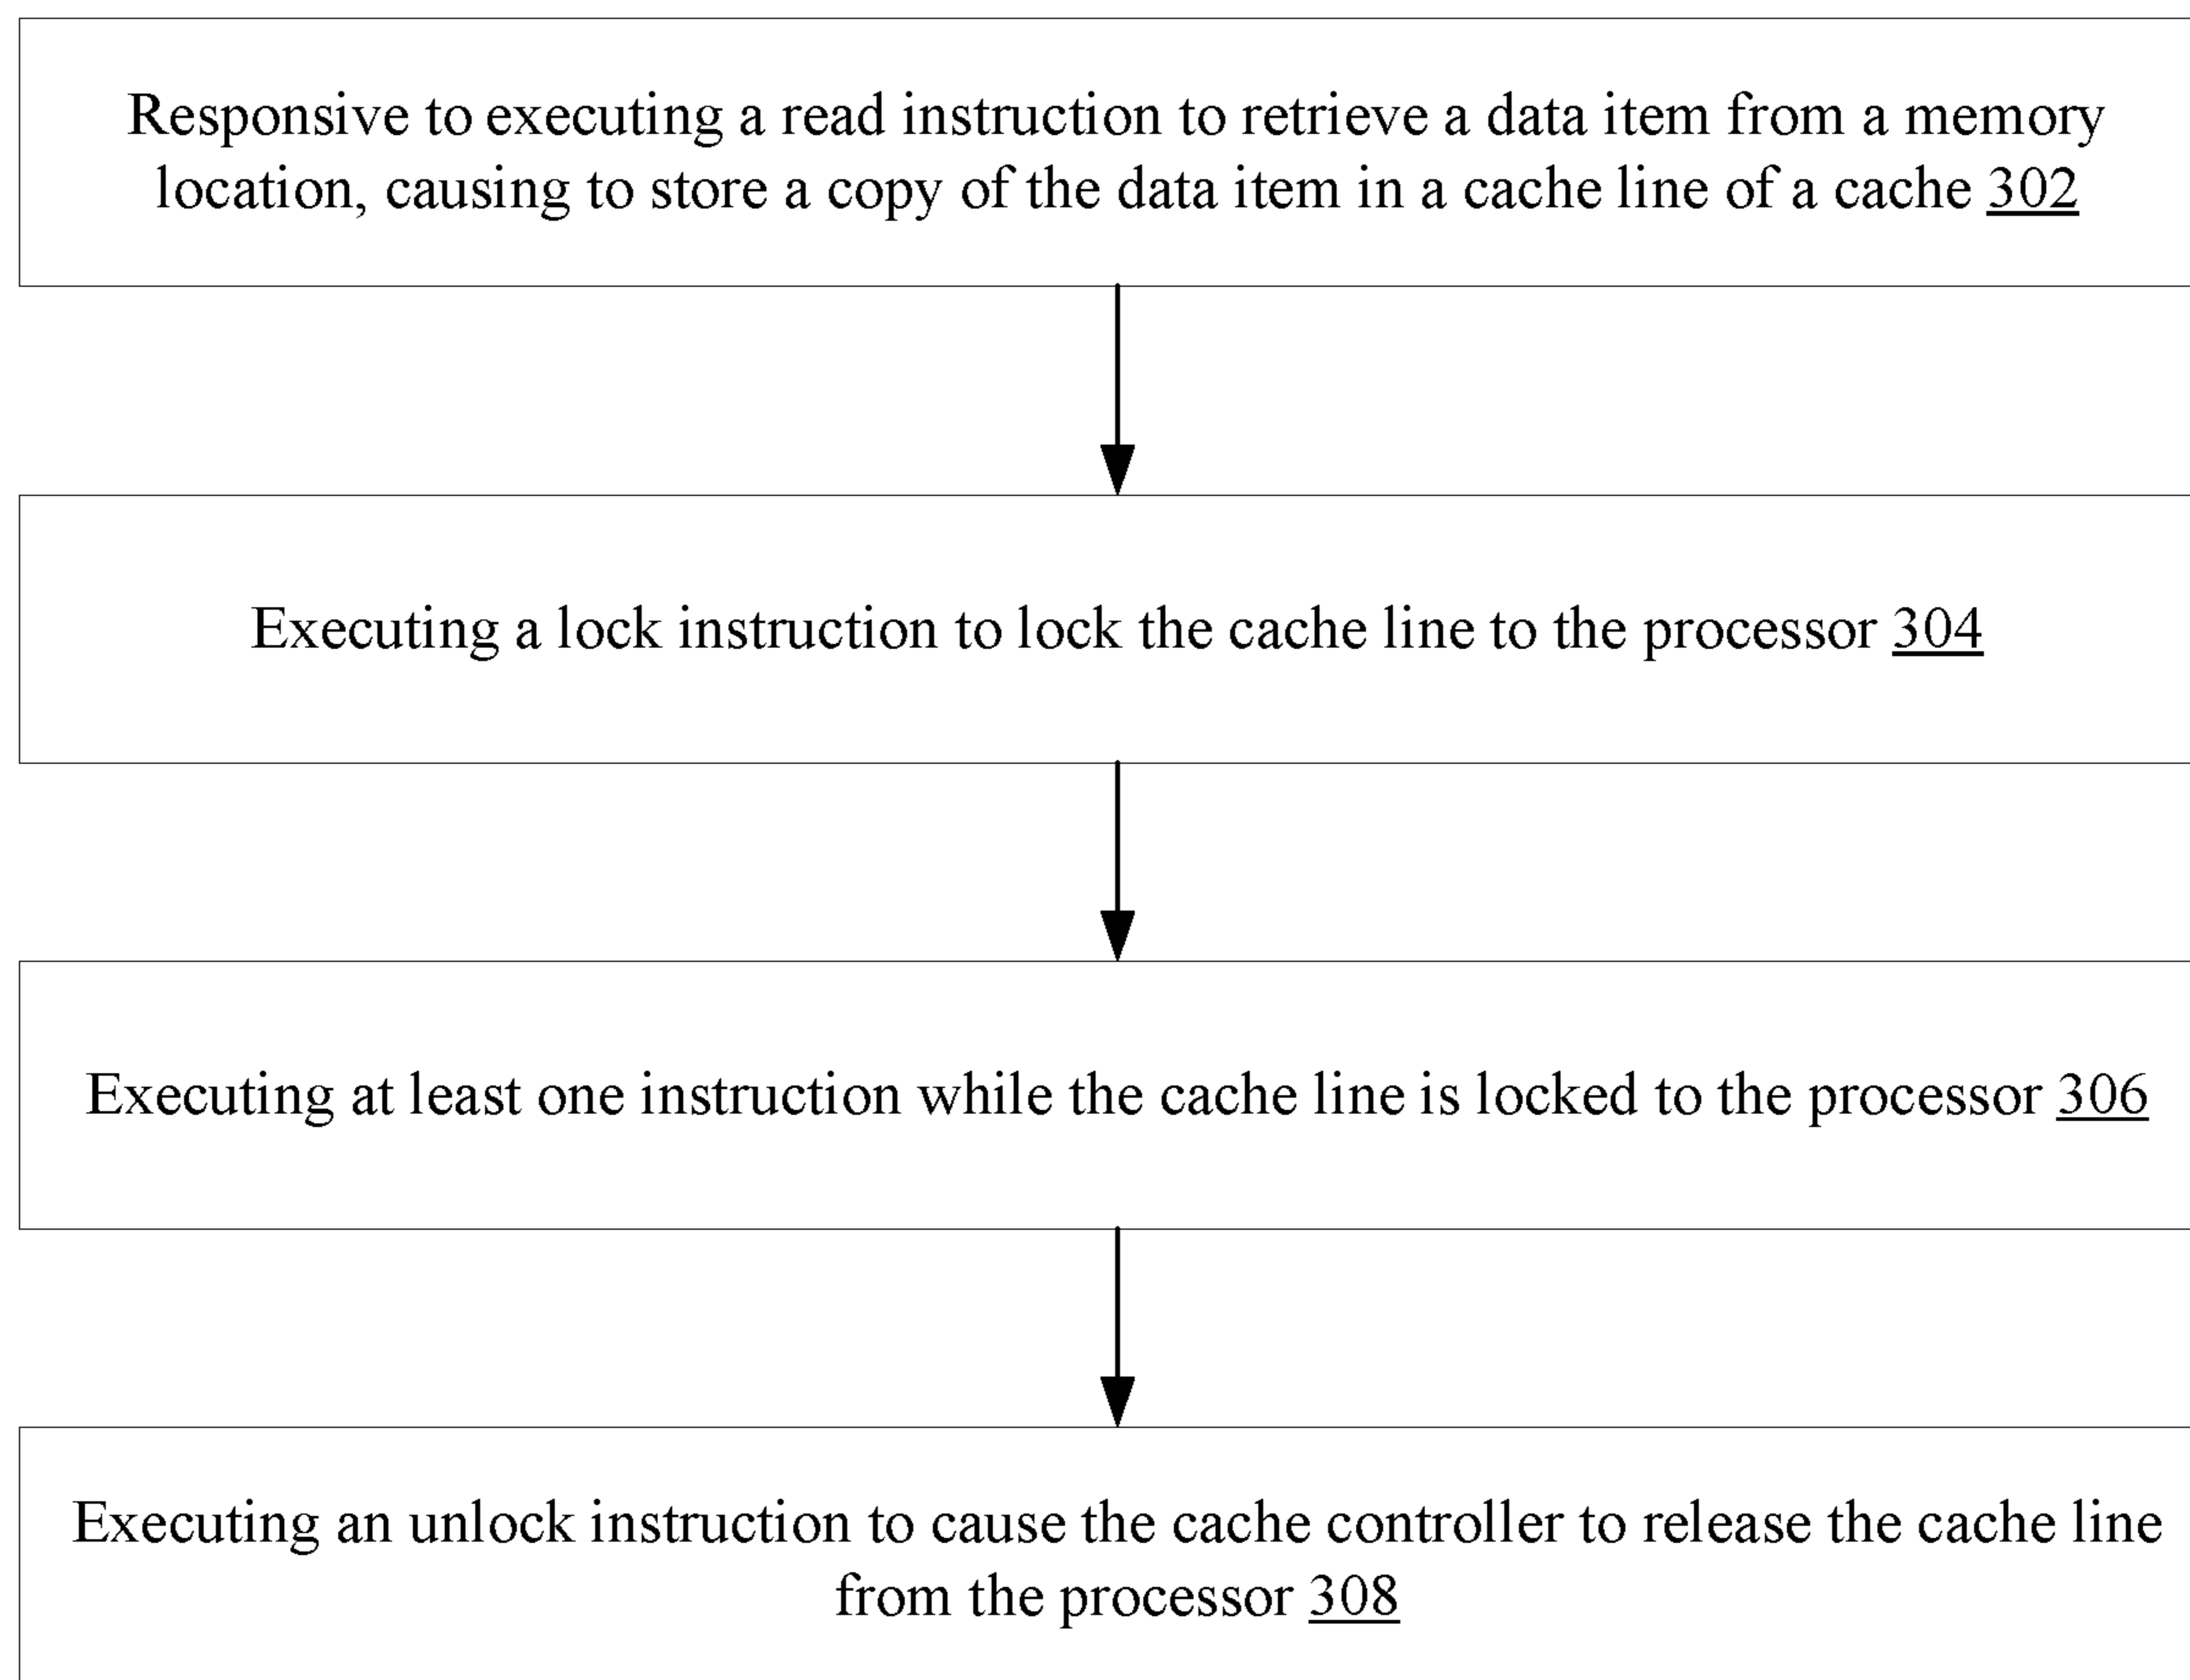 Responsive to executing a read instruction to retrieve a data item from a memory
location, causing to store a copy of the data item in a cache line of a cache 302
Executing a lock instruction to lock the cache line to the processor 304
Executing at least one instruction while the cache line is locked to the processor 306
Executing an unlock instruction to cause the cache controller to release the cache line
from the processor 308